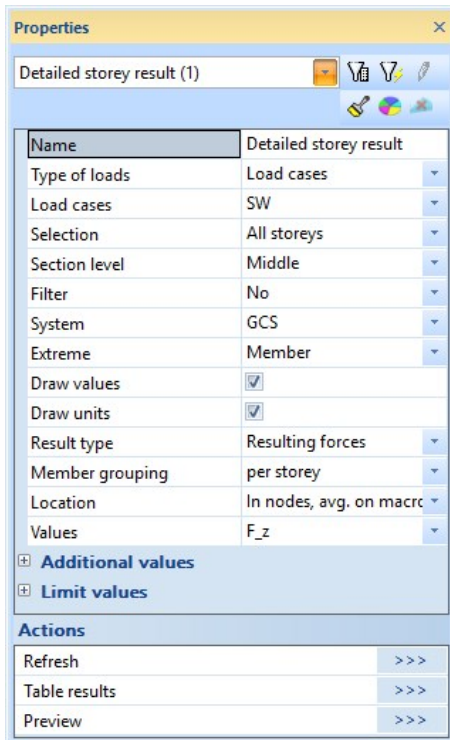 Properties
Detailed storey result (1)
Name Detailed storey result
Type of loads Load cases
Load cases SW
Selection All storeys
Section level Middle
Filter No
System GCS
Extreme Member
Draw values
Draw units
Result type Resulting forces
Member grouping per storey
Location In nodes, avg. on macro
Values F_z
Additional values
Limit values
Actions
Refresh >>>
Table results >>>
Preview >>>